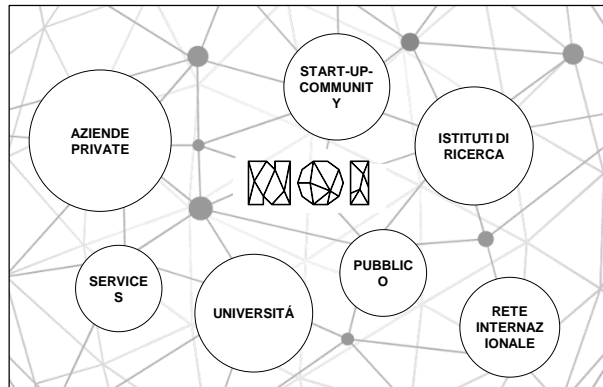 START-UP-
COMMUNIT
Y
AZIENDE
PRIVATE
ISTITUTI DI
RICERCA
NOI
SERVICE
S
UNIVERSITÁ
PUBBLIC
O
RETE
INTERNAZ
IONALE